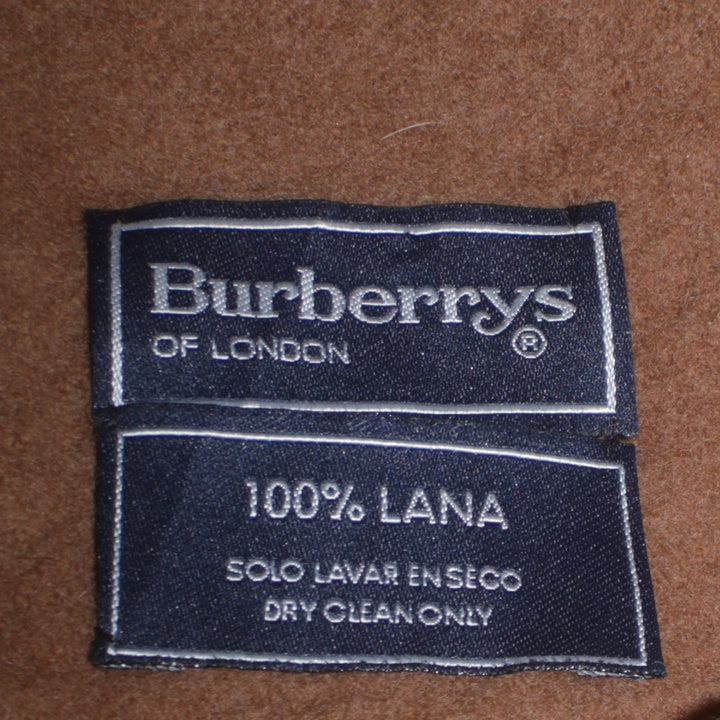 Burberrys
®
OF LONDON
100% LANA
SOLO LAVAR EN SECO
DRY CLEAN ONLY